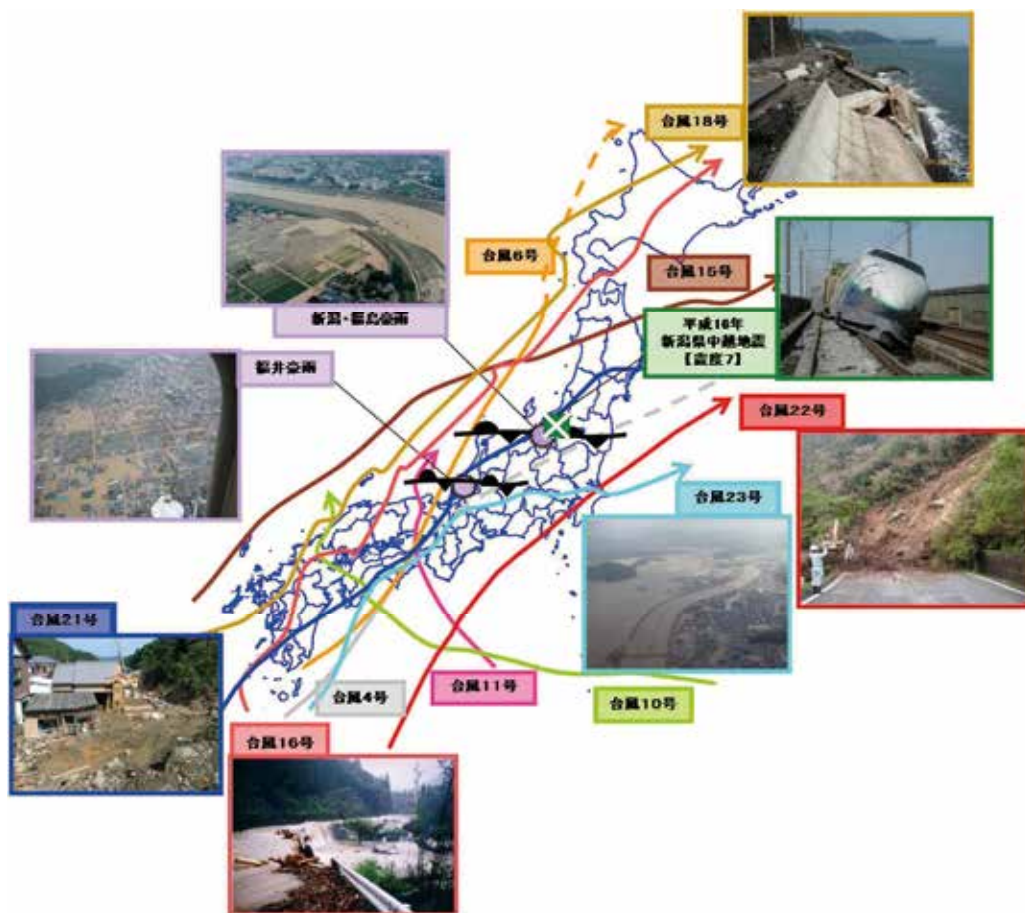 台風18号
台風6号
台風15号
新潟・福島豪雨
平成16年
新潟県中越地震
【震度7】
福井豪雨
台風22号
台風23号
台風21号
台風11号
台風4号
台風10号
台風16号